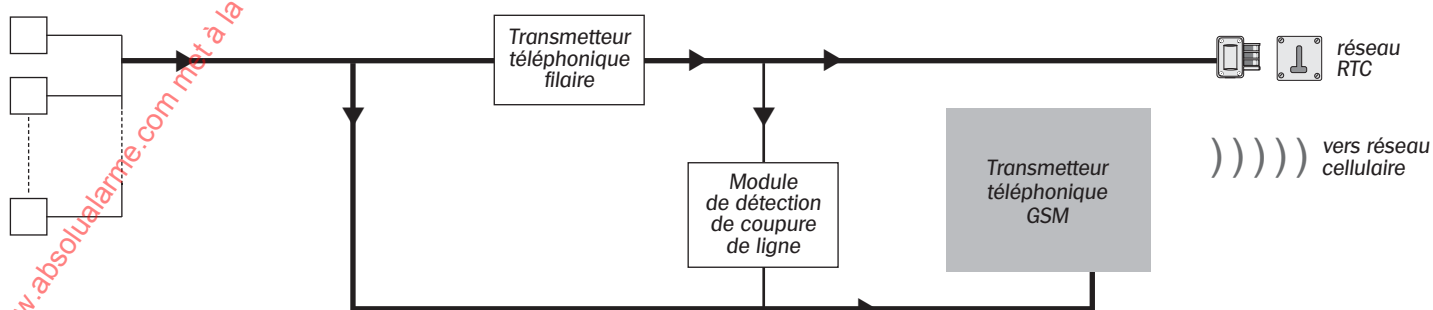 Transmetteur
téléphonique
filaire
réseau
RTC
Module
de détection
de coupure
de ligne
Transmetteur
téléphonique
GSM
vers réseau
cellulaire
w.absolualarme.com met à la